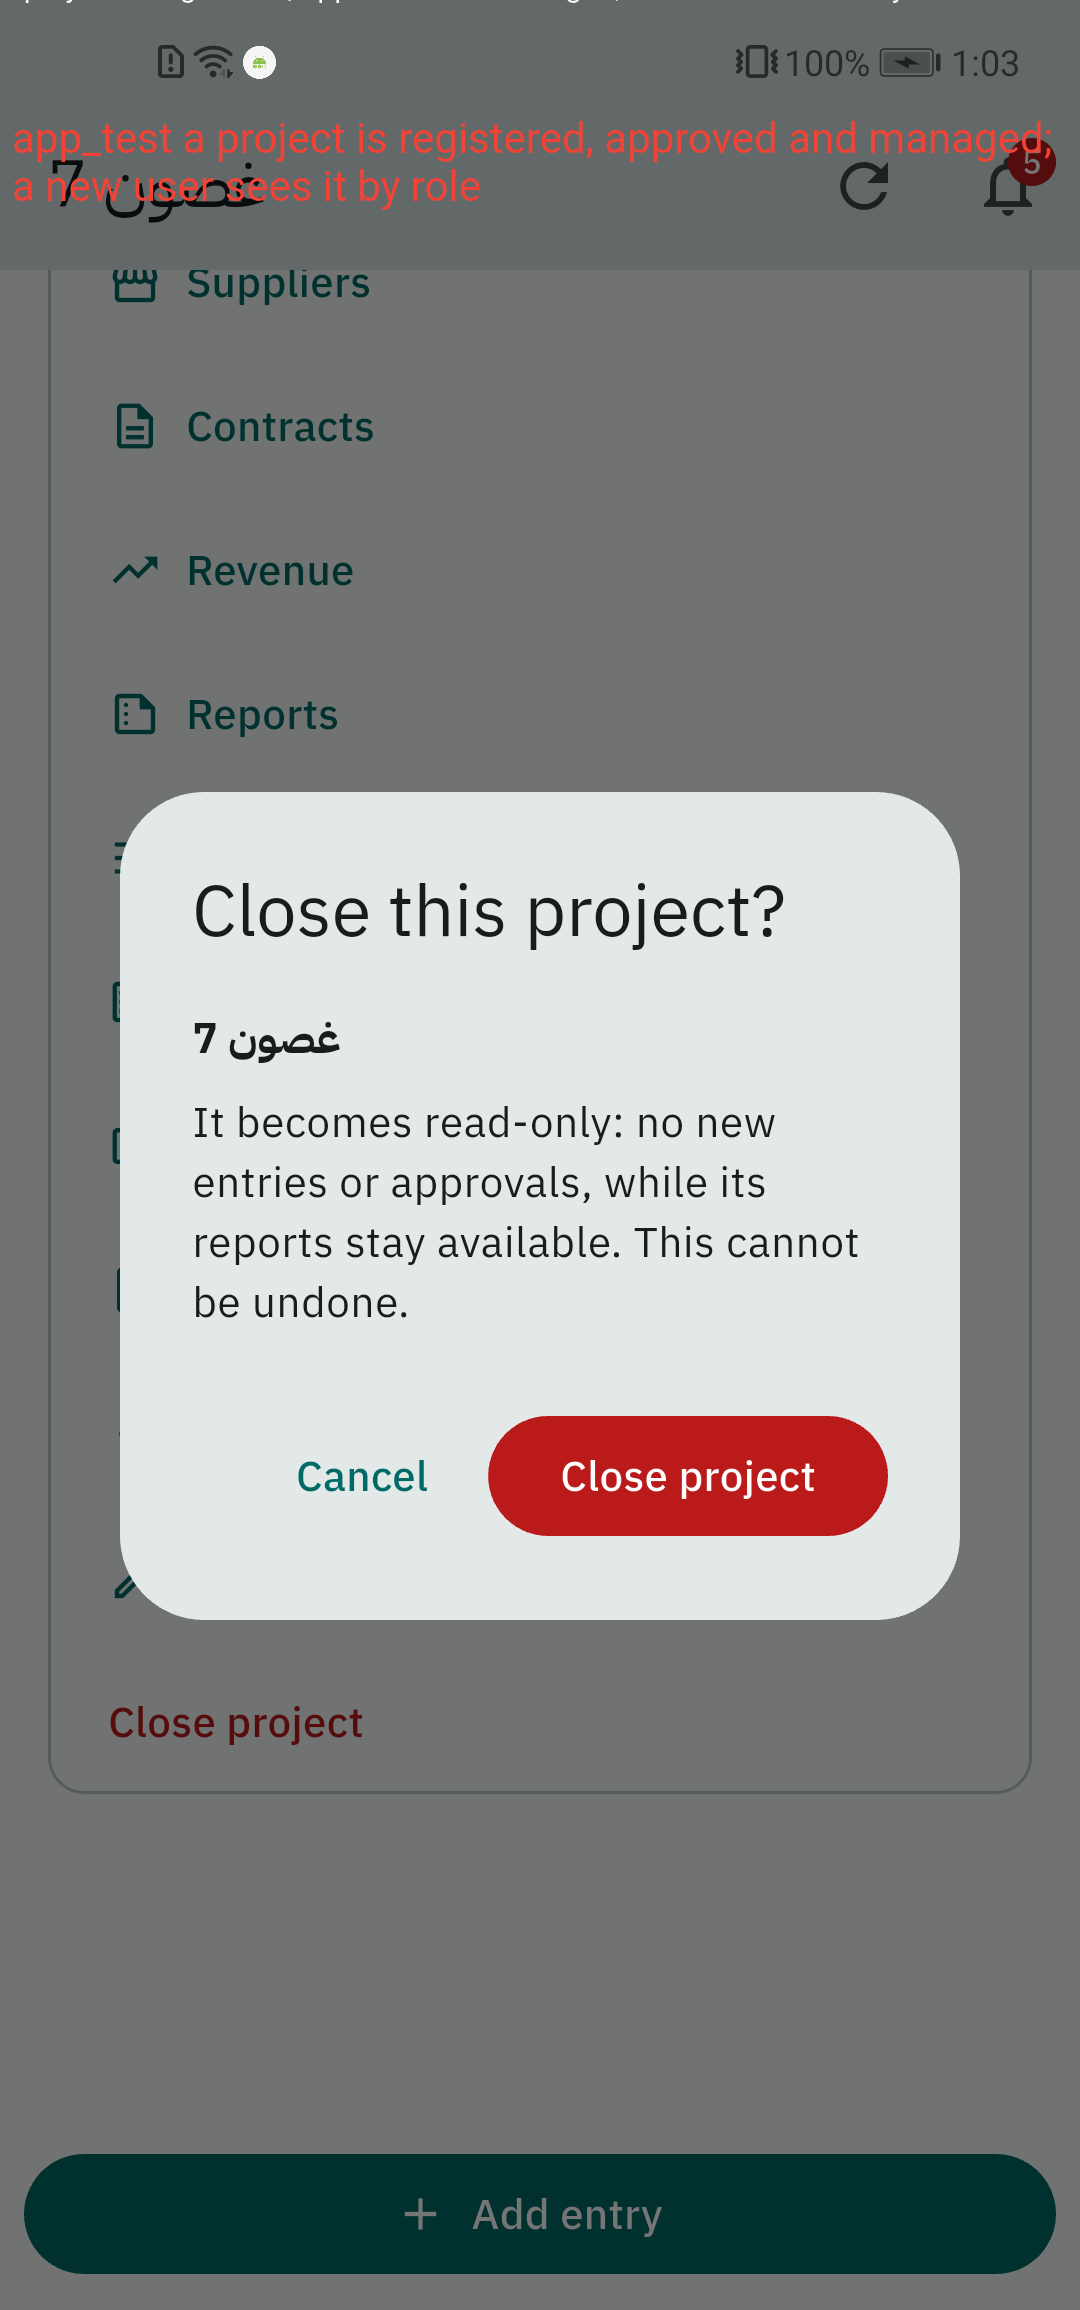 100% 1:03
app_test a project is registered, approved and managed;
a new user sees it by role
غصون 7
5
Suppliers
Contracts
Revenue
Reports
Close this project?
غصون 7
It becomes read-only: no new
entries or approvals, while its
reports stay available. This cannot
be undone.
Cancel
Close project
Close project
Add entry